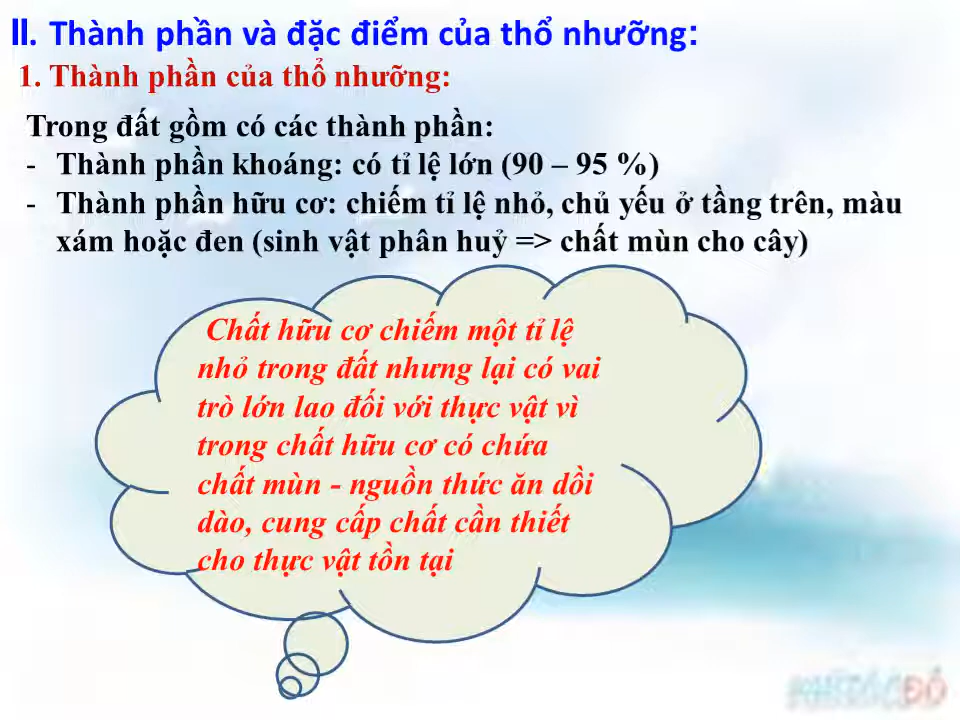 II. Thành phần và đặc điểm của thổ nhưỡng:
1. Thành phần của thổ nhưỡng:
Trong đất gồm có các thành phần:
- Thành phần khoáng: có tỉ lệ lớn (90 – 95 %)
- Thành phần hữu cơ: chiếm tỉ lệ nhỏ, chủ yếu ở tầng trên, màu
xám hoặc đen (sinh vật phân huỷ => chất mùn cho cây)
Chất hữu cơ chiếm một tỉ lệ
nhỏ trong đất nhưng lại có vai
trò lớn lao đối với thực vật vì
trong chất hữu cơ có chứa
chất mùn - nguồn thức ăn dồi
dào, cung cấp chất cần thiết
cho thực vật tồn tại